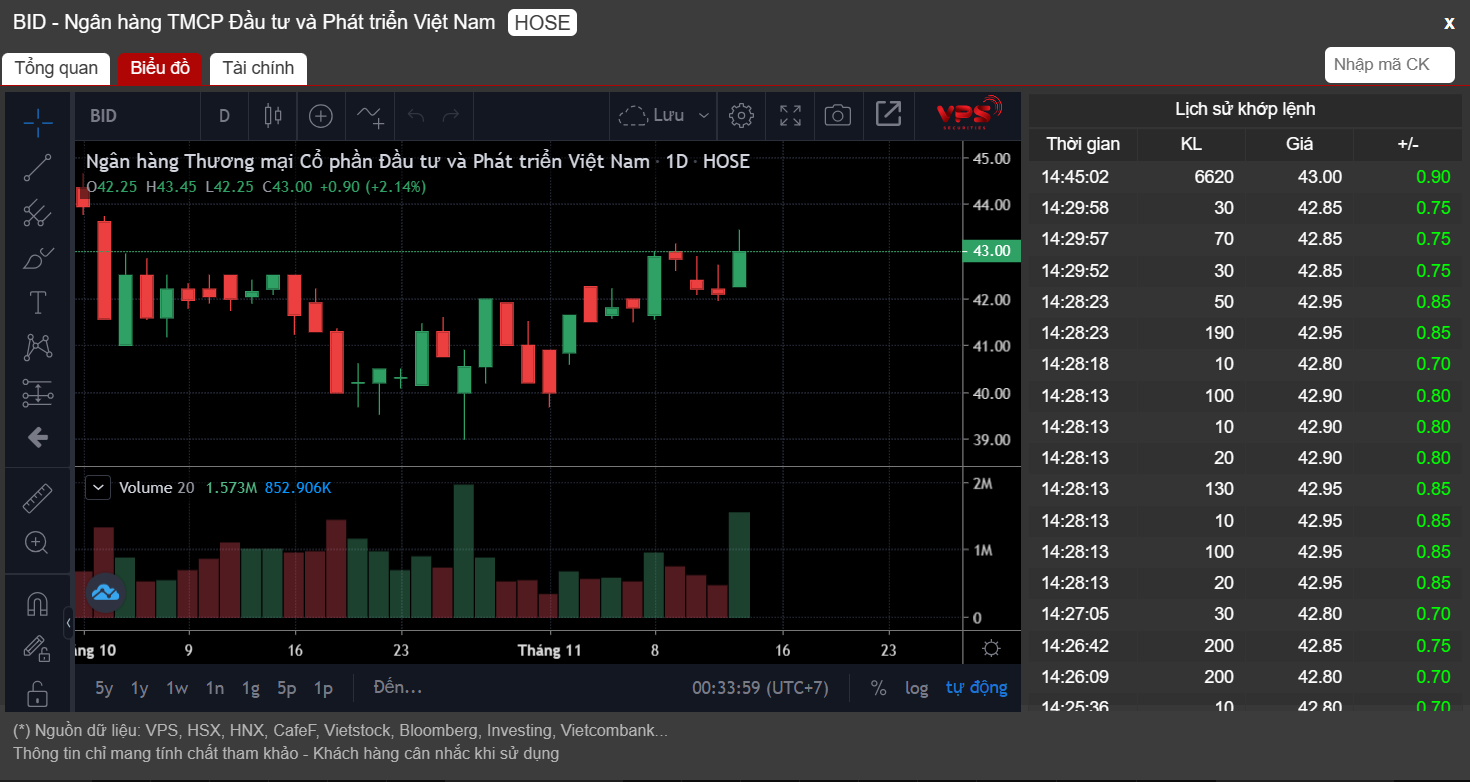 BID - Ngân hàng TMCP Đầu tư và Phát triển Việt Nam HOSE
x
Tổng quan Biểu đồ Tài chính
Nhập mã CK
BID D Lưu VPS SECURITIES
Ngân hàng Thương mại Cổ phần Đầu tư và Phát triển Việt Nam · 1D · HOSE
O42.25 H43.45 L42.25 C43.00 +0.90 (+2.14%)
45.00
44.00
43.00
42.00
41.00
40.00
39.00
Volume 20 1.573M 852.906K
2M
1M
0
ng 10 9 16 23 Tháng 11 8 16 23
5y 1y 1w 1n 1g 5p 1p Đến... 00:33:59 (UTC+7) % log tự động
Lịch sử khớp lệnh
Thời gian KL Giá +/-
14:45:02 6620 43.00 0.90
14:29:58 30 42.85 0.75
14:29:57 70 42.85 0.75
14:29:52 30 42.85 0.75
14:28:23 50 42.95 0.85
14:28:23 190 42.95 0.85
14:28:18 10 42.80 0.70
14:28:13 100 42.90 0.80
14:28:13 10 42.90 0.80
14:28:13 20 42.90 0.80
14:28:13 130 42.95 0.85
14:28:13 10 42.95 0.85
14:28:13 100 42.95 0.85
14:28:13 20 42.95 0.85
14:27:05 30 42.80 0.70
14:26:42 200 42.85 0.75
14:26:09 200 42.80 0.70
14:25:36 10 42.80 0.70
(*) Nguồn dữ liệu: VPS, HSX, HNX, CafeF, Vietstock, Bloomberg, Investing, Vietcombank...
Thông tin chỉ mang tính chất tham khảo - Khách hàng cân nhắc khi sử dụng